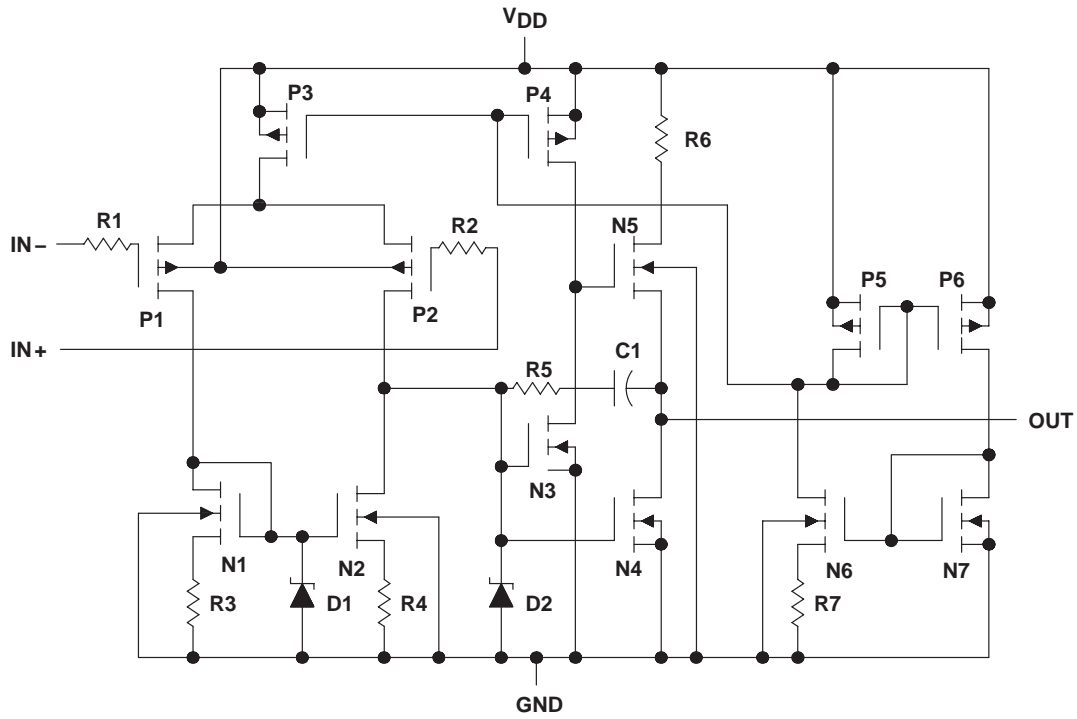 VDD
P3
P4
R6
R1
R2
N5
IN−
P5
P6
P1
P2
IN+
C1
R5
OUT
N3
N1
N2
N4
N6
N7
R3
D1
R4
D2
R7
GND